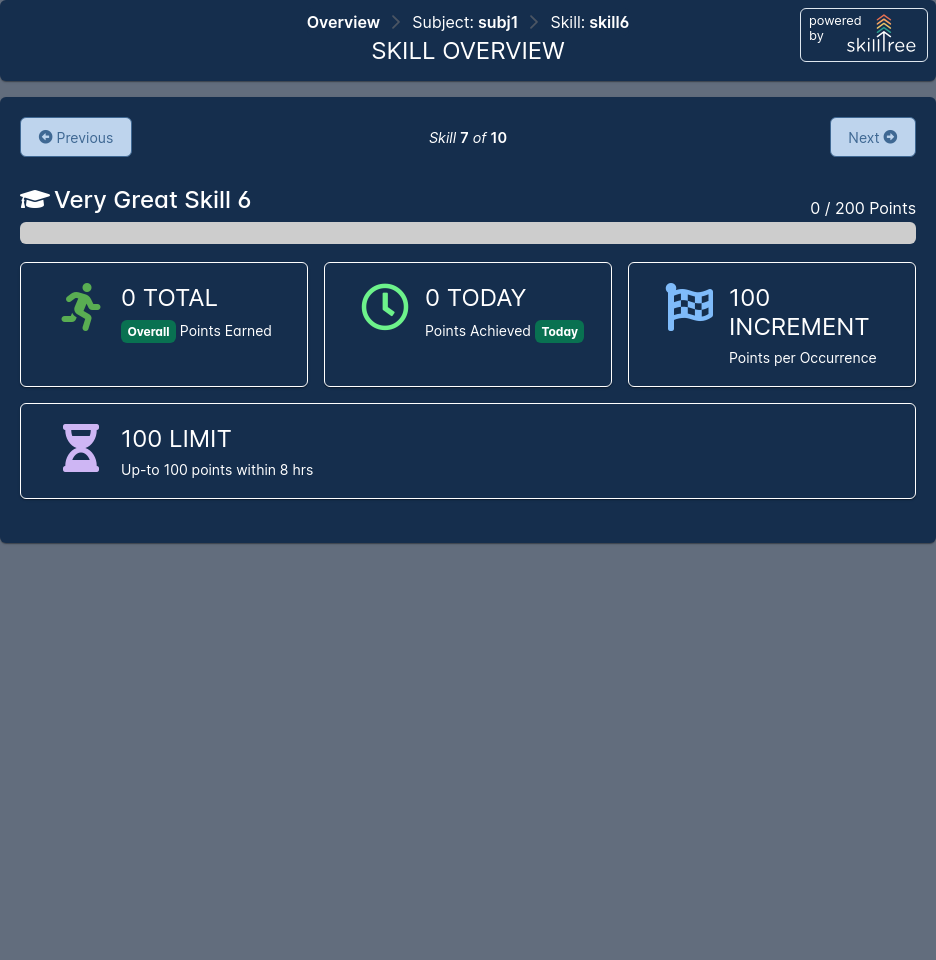 Overview Subject: subj1 Skill: skill6
SKILL OVERVIEW
powered
by
skilltree
Previous
Skill 7 of 10
Next
Very Great Skill 6
0 / 200 Points
0 TOTAL
Overall Points Earned
0 TODAY
Points Achieved Today
100
INCREMENT
Points per Occurrence
100 LIMIT
Up-to 100 points within 8 hrs